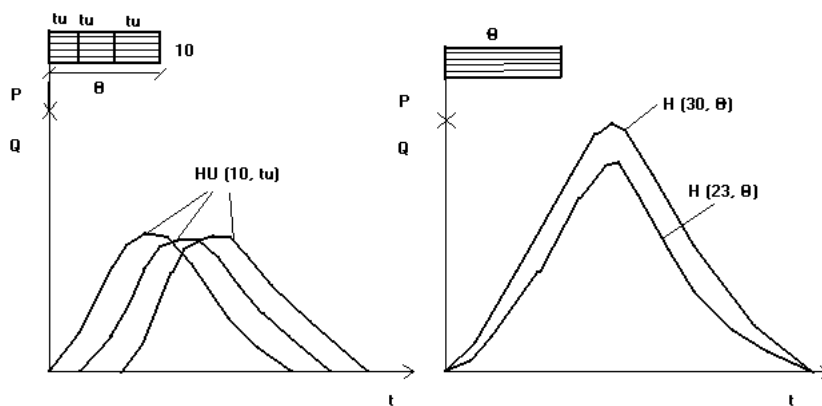 tu tu tu
10
θ
P
Q
HU (10, tu)
t
θ
P
Q
H (30, θ)
H (23, θ)
t